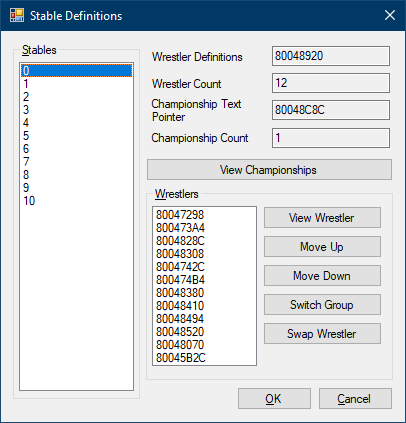 Stable Definitions
Stables
0
1
2
3
4
5
6
7
8
9
10
Wrestler Definitions
80048920
Wrestler Count
12
Championship Text
Pointer
80048C8C
Championship Count
1
View Championships
Wrestlers
80047298
800473A4
8004828C
80048308
8004742C
800474B4
80048380
80048410
80048494
80048520
80048070
80045B2C
View Wrestler
Move Up
Move Down
Switch Group
Swap Wrestler
OK
Cancel